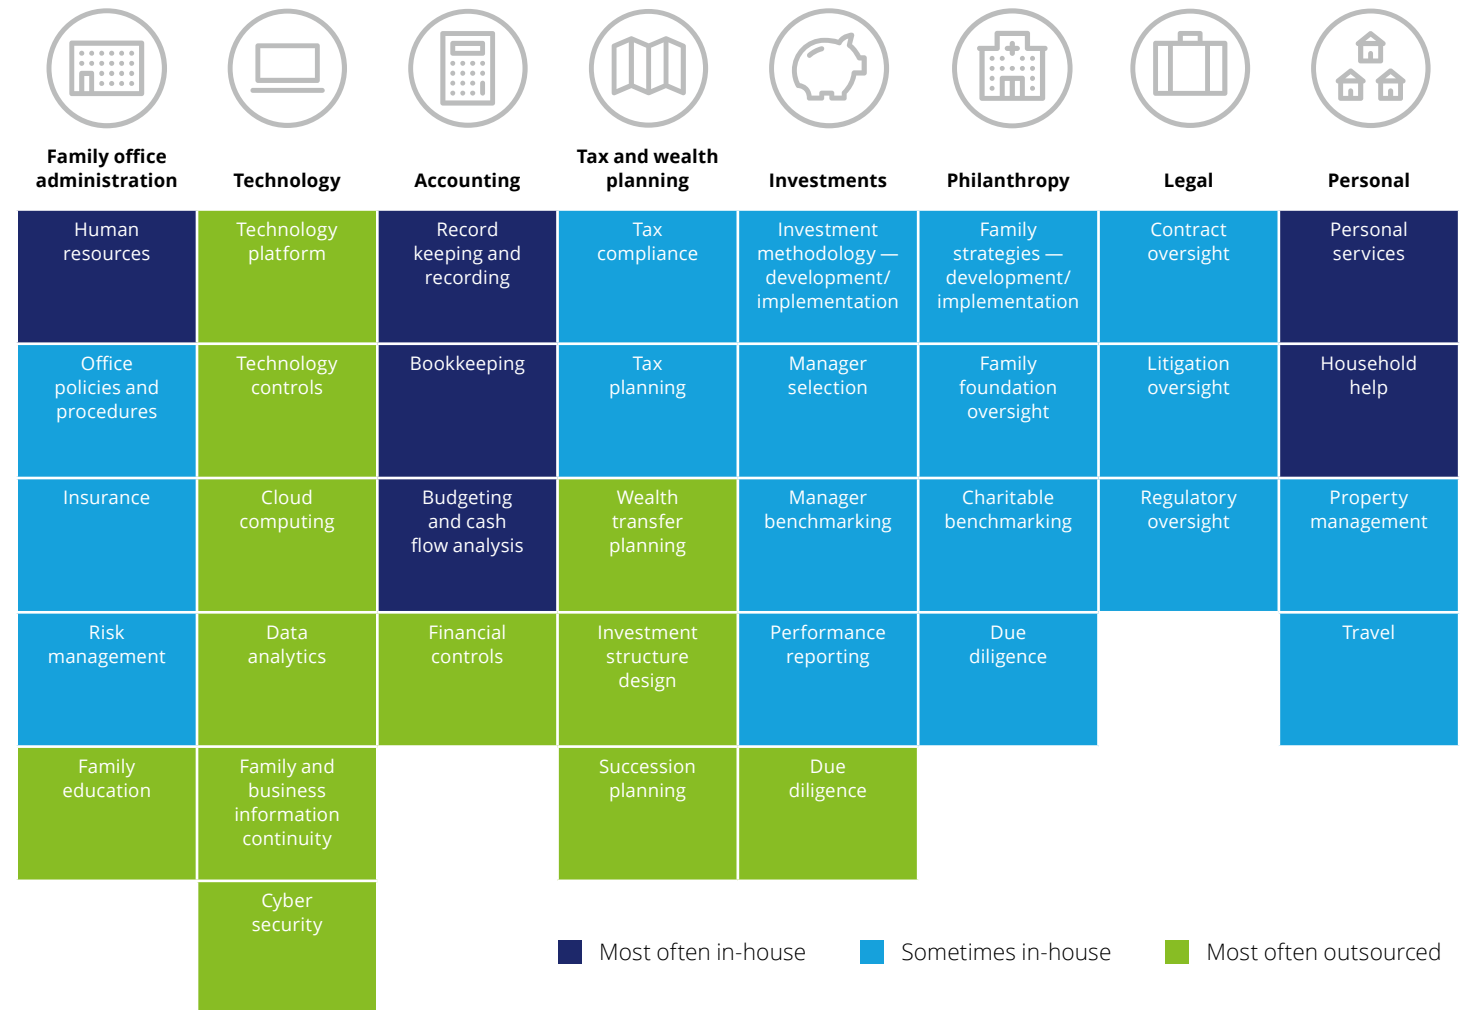 Family office
administration
Technology
Accounting
Tax and wealth
planning
Investments
Philanthropy
Legal
Personal
Human
resources
Technology
platform
Record
keeping and
recording
Tax
compliance
Investment
methodology —
development/
implementation
Family
strategies —
development/
implementation
Contract
oversight
Personal
services
Office
policies and
procedures
Technology
controls
Bookkeeping
Tax
planning
Manager
selection
Family
foundation
oversight
Litigation
oversight
Household
help
Insurance
Cloud
computing
Budgeting
and cash
flow analysis
Wealth
transfer
planning
Manager
benchmarking
Charitable
benchmarking
Regulatory
oversight
Property
management
Risk
management
Data
analytics
Financial
controls
Investment
structure
design
Performance
reporting
Due
diligence
Travel
Family
education
Family and
business
information
continuity
Succession
planning
Due
diligence
Cyber
security
Most often in-house
Sometimes in-house
Most often outsourced